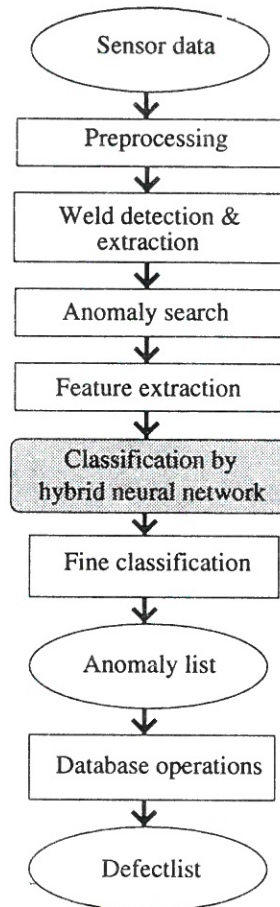 Sensor data
Preprocessing
Weld detection &
extraction
Anomaly search
Feature extraction
Classification by
hybrid neural network
Fine classification
Anomaly list
Database operations
Defectlist